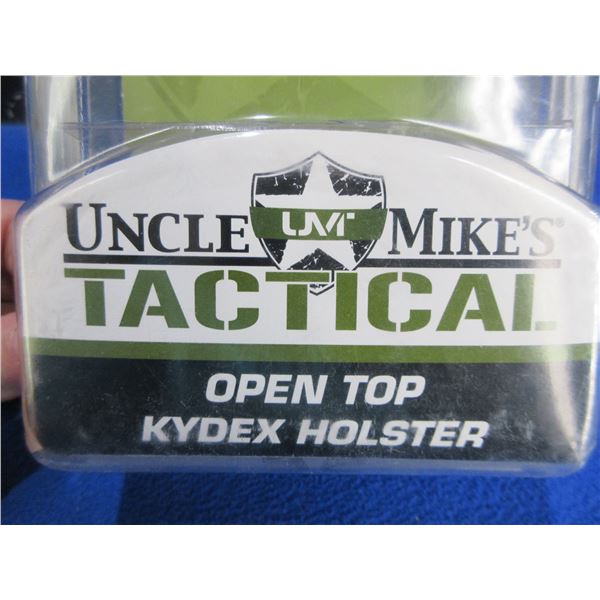 UNCLE UMT MIKE'S®
TACTICAL
OPEN TOP
KYDEX HOLSTER